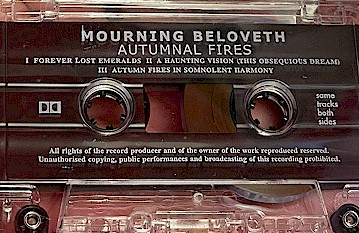 MOURNING BELOVETH
AUTUMNAL FIRES
I FOREVER LOST EMERALDS II A HAUNTING VISION (THIS OBSEQUIOUS DREAM)
III AUTUMN FIRES IN SOMNOLENT HARMONY
same
tracks
both
sides
All rights of the record producer and of the owner of the work reproduced reserved.
Unauthorised copying, public performances and broadcasting of this recording prohibited.